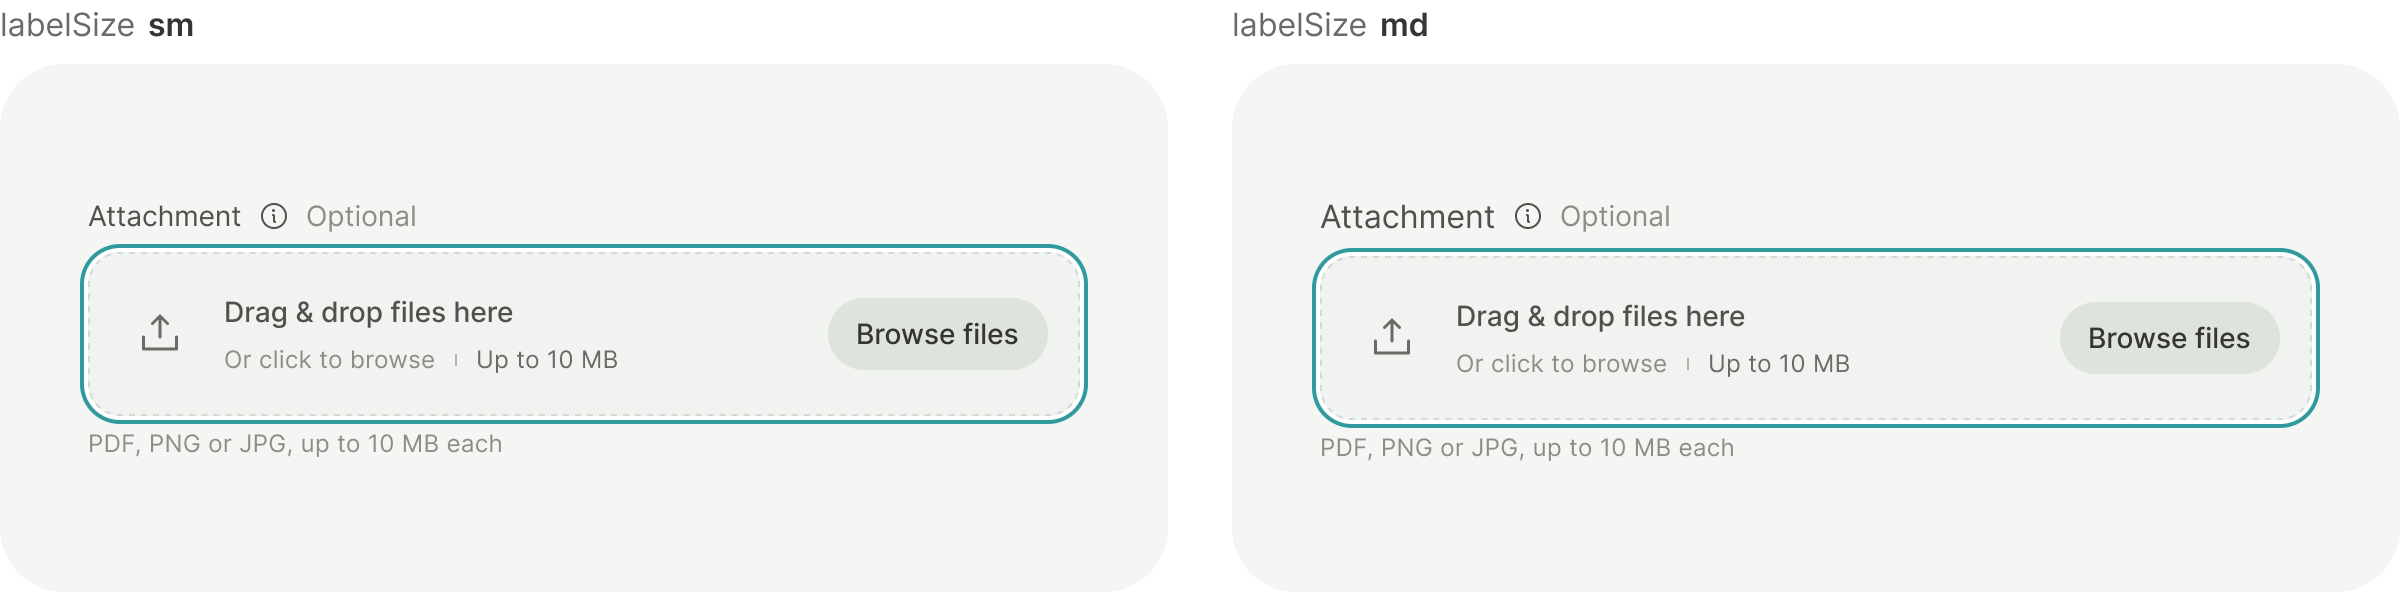 labelSize sm
Attachment Optional
Drag & drop files here
Or click to browse Up to 10 MB
Browse files
PDF, PNG or JPG, up to 10 MB each
labelSize md
Attachment Optional
Drag & drop files here
Or click to browse Up to 10 MB
Browse files
PDF, PNG or JPG, up to 10 MB each